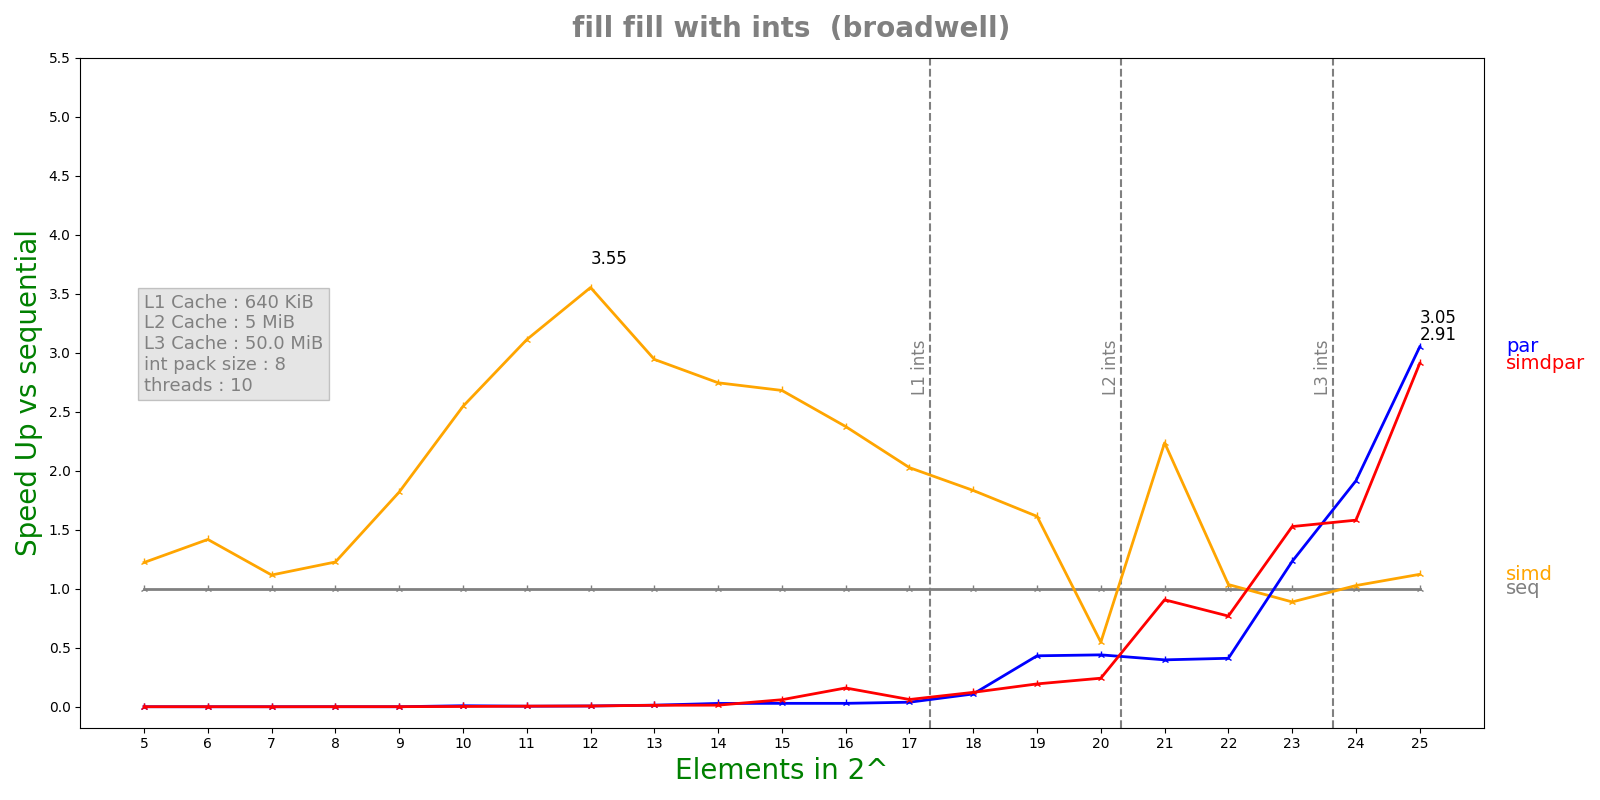 fill fill with ints  (broadwell)
Speed Up vs sequential
5.5
5.0
4.5
4.0
3.5
3.0
2.5
2.0
1.5
1.0
0.5
0.0
L1 Cache : 640 KiB
L2 Cache : 5 MiB
L3 Cache : 50.0 MiB
int pack size : 8
threads : 10
3.55
L1 ints
L2 ints
L3 ints
3.05
2.91
par
simdpar
simd
seq
5 6 7 8 9 10 11 12 13 14 15 16 17 18 19 20 21 22 23 24 25
Elements in 2^